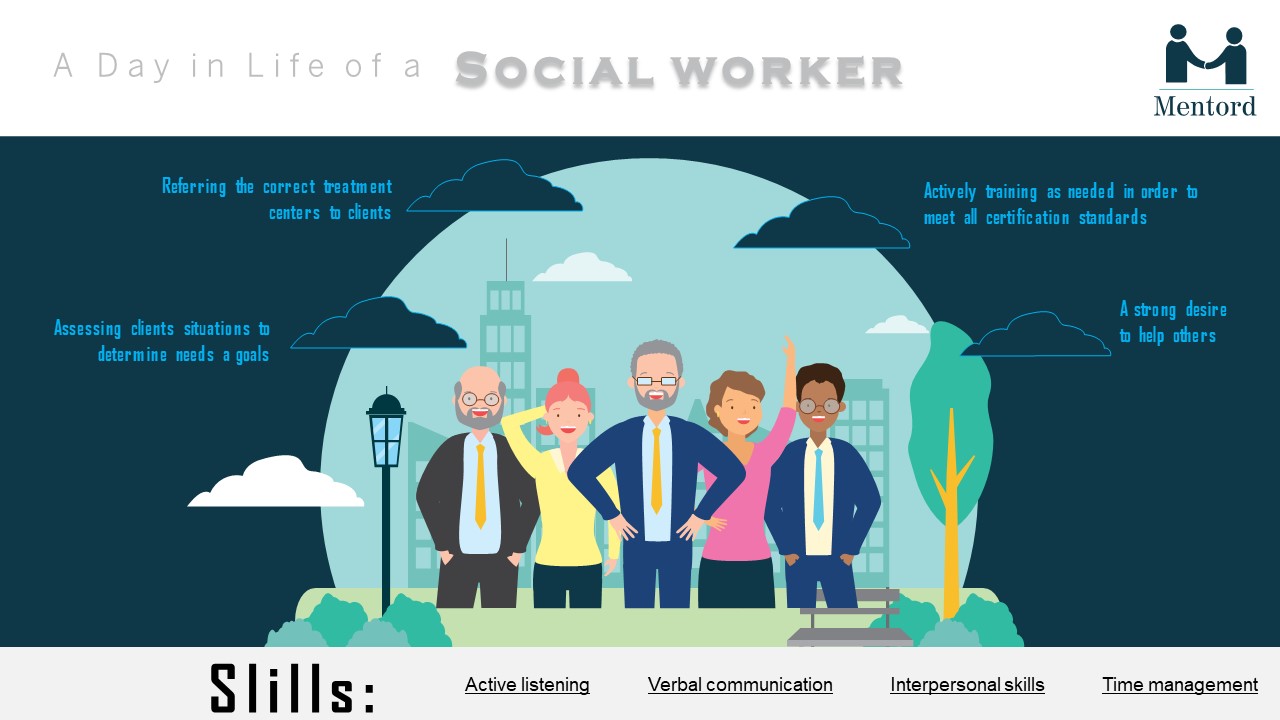 A Day in Life of a SOCIAL WORKER
Mentord
Referring the correct treatment
centers to clients
Actively training as needed in order to
meet all certification standards
Assessing clients situations to
determine needs a goals
A strong desire
to help others
Slills:
Active listening
Verbal communication
Interpersonal skills
Time management